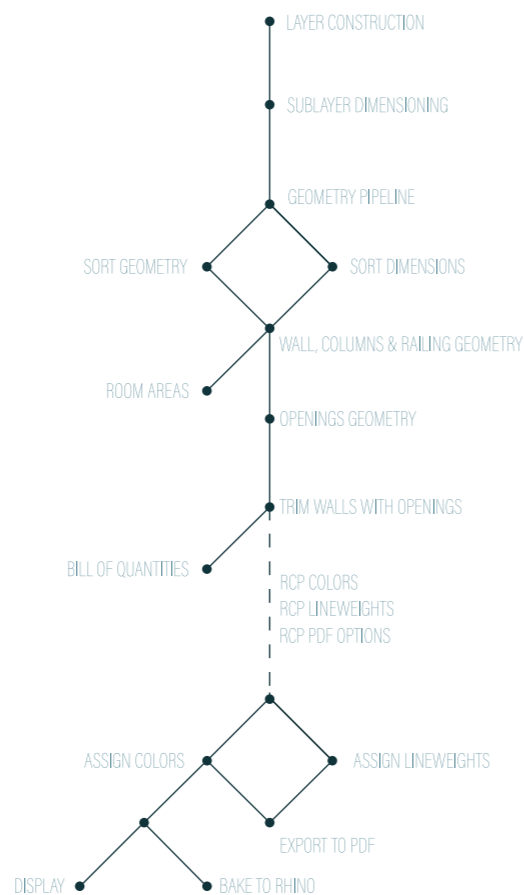 LAYER CONSTRUCTION
SUBLAYER DIMENSIONING
GEOMETRY PIPELINE
SORT GEOMETRY
SORT DIMENSIONS
WALL, COLUMNS & RAILING GEOMETRY
ROOM AREAS
OPENINGS GEOMETRY
TRIM WALLS WITH OPENINGS
BILL OF QUANTITIES
RCP COLORS
RCP LINEWEIGHTS
RCP PDF OPTIONS
ASSIGN COLORS
ASSIGN LINEWEIGHTS
EXPORT TO PDF
DISPLAY
BAKE TO RHINO